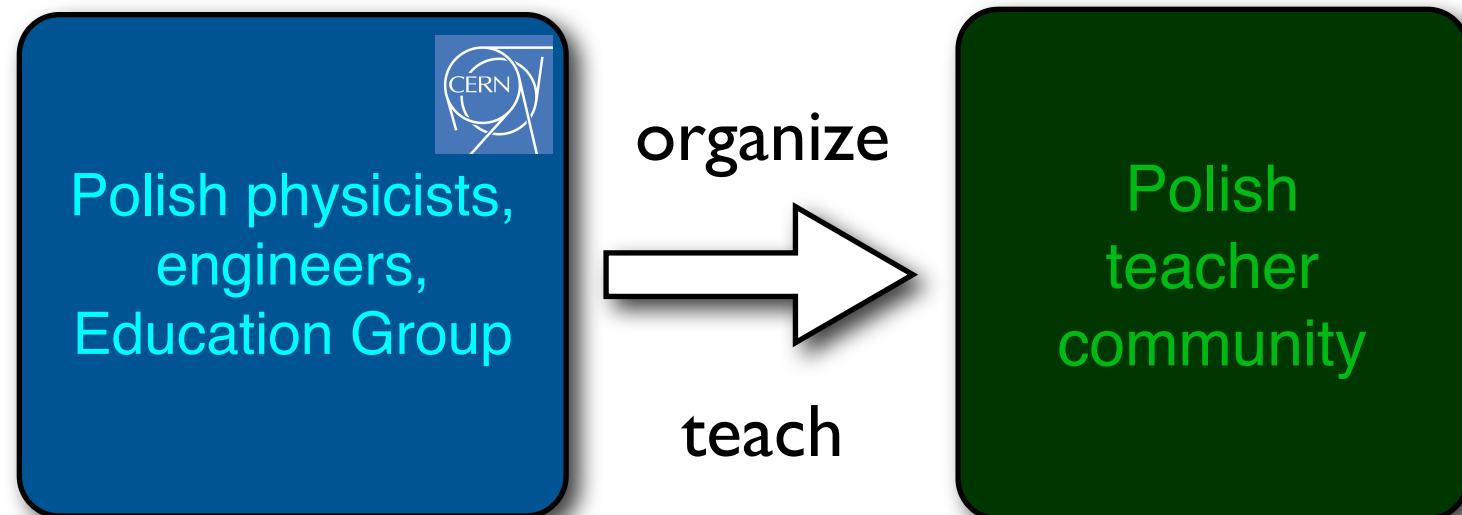 CERN
Polish physicists,
engineers,
Education Group
organize
teach
Polish
teacher
community